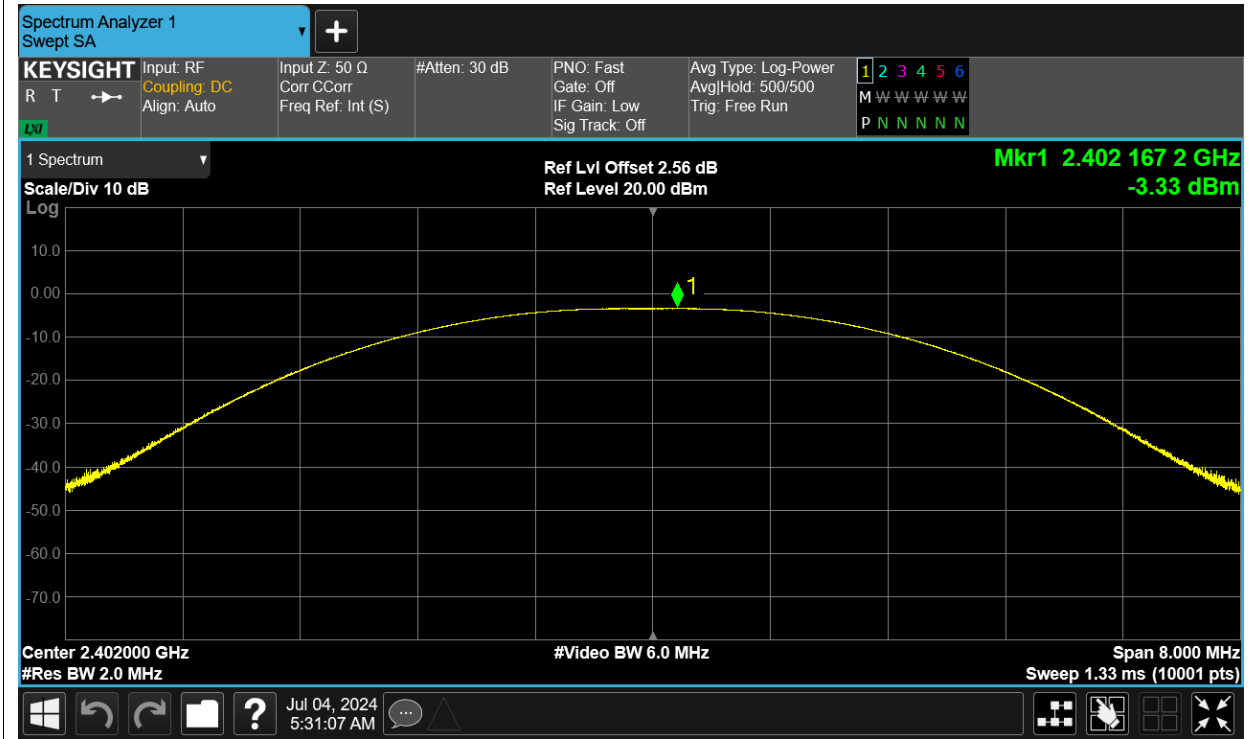 Spectrum Analyzer 1
Swept SA
+
KEYSIGHT
R T
LXI
Input: RF
Coupling: DC
Align: Auto
Input Z: 50 Ω
Corr CCorr
Freq Ref: Int (S)
#Atten: 30 dB
PNO: Fast
Gate: Off
IF Gain: Low
Sig Track: Off
Avg Type: Log-Power
Avg|Hold: 500/500
Trig: Free Run
1 2 3 4 5 6
M W W W W W
P N N N N N
1 Spectrum
Scale/Div 10 dB
Log
Ref Lvl Offset 2.56 dB
Ref Level 20.00 dBm
Mkr1 2.402 167 2 GHz
-3.33 dBm
1
10.0
0.00
-10.0
-20.0
-30.0
-40.0
-50.0
-60.0
-70.0
Center 2.402000 GHz
#Video BW 6.0 MHz
Span 8.000 MHz
#Res BW 2.0 MHz
Sweep 1.33 ms (10001 pts)
?
Jul 04, 2024
5:31:07 AM